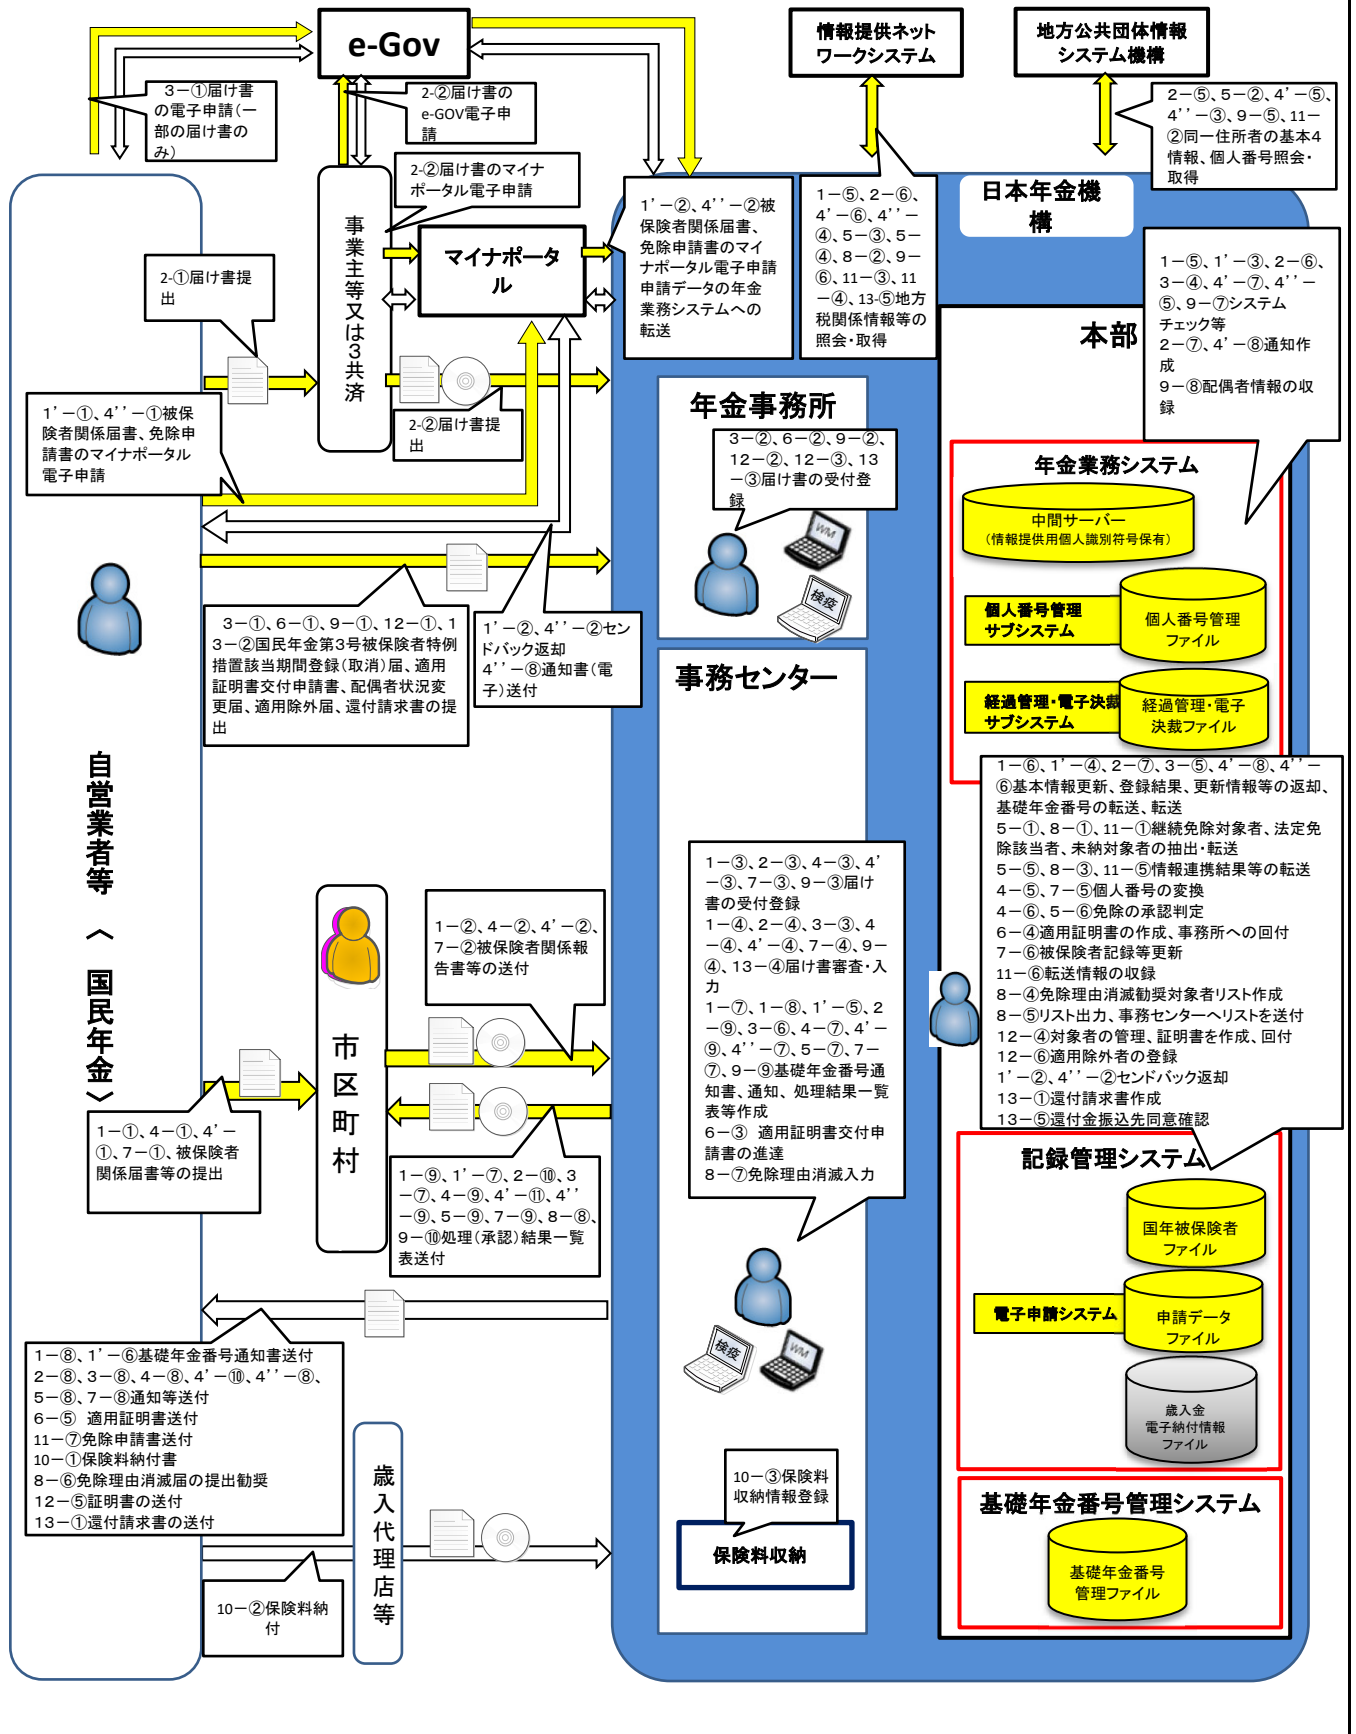 e-Gov
情報提供ネット
ワークシステム
地方公共団体情報
システム機構
3－①届け書
の電子申請（一
部の届け書の
み）
2-②届け書の
e-GOV電子申
請
2－⑤、5－②、4’－⑤、
4’’－③、9－⑤、11－
②同一住所者の基本4
情報、個人番号照会・
取得
2-②届け書のマイナ
ポータル電子申請
日本年金機
構
事業主等又は3共済
マイナポータ
ル
1’－②、4’’－②被
保険者関係届書、
免除申請書のマイ
ナポータル電子申請
申請データの年金
業務システムへの
転送
1－⑤、2－⑥、
4’－⑥、4’’－
④、5－③、5－
④、8－②、9－
⑥、11－③、11
－④、13-⑤地方
税関係情報等の
照会・取得
1－⑤、1’－③、2－⑥、
3－④、4’－⑦、4’’－
⑤、9－⑦システム
チェック等
2－⑦、4’－⑧通知作
成
9－⑧配偶者情報の収
録
本部
2-①届け書提
出
2-②届け書提
出
1’－①、4’’－①被保
険者関係届書、免除申
請書のマイナポータル
電子申請
年金事務所
3－②、6－②、9－②、
12－②、12－③、13
－③届け書の受付登
録
WM
検疫
年金業務システム
中間サーバー
（情報提供用個人識別符号保有）
個人番号管理
サブシステム
個人番号管理
ファイル
経過管理・電子決裁
サブシステム
経過管理・電子
決裁ファイル
3－①、6－①、9－①、12－①、1
3－②国民年金第3号被保険者特例
措置該当期間登録（取消）届、適用
証明書交付申請書、配偶者状況変
更届、適用除外届、還付請求書の提
出
1’－②、4’’－②セン
ドバック返却
4’’－⑧通知書（電
子）送付
事務センター
自営業者等〈国民年金〉
1－⑥、1’－④、2－⑦、3－⑤、4’－⑧、4’’－
⑥基本情報更新、登録結果、更新情報等の返却、
基礎年金番号の転送、転送
5－①、8－①、11－①継続免除対象者、法定免
除該当者、未納対象者の抽出・転送
5－⑤、8－③、11－⑤情報連携結果等の転送
4－⑤、7－⑤個人番号の変換
4－⑥、5－⑥免除の承認判定
6－④適用証明書の作成、事務所への回付
7－⑥被保険者記録等更新
11－⑥転送情報の収録
8－④免除理由消滅勧奨対象者リスト作成
8－⑤リスト出力、事務センターへリストを送付
12－④対象者の管理、証明書を作成、回付
12－⑥適用除外者の登録
1’－②、4’’－②センドバック返却
13－①還付請求書作成
13－⑤還付金振込先同意確認
1－③、2－③、4－③、4’
－③、7－③、9－③届け
書の受付登録
1－④、2－④、3－③、4
－④、4’－④、7－④、9－
④、13－④届け書審査・入
力
1－⑦、1－⑧、1’－⑤、2
－⑨、3－⑥、4－⑦、4’－
⑨、4’’－⑦、5－⑦、7－
⑦、9－⑨基礎年金番号通
知書、通知、処理結果一覧
表等作成
6－③ 適用証明書交付申
請書の進達
8－⑦免除理由消滅入力
市区町村
1－②、4－②、4’－②、
7－②被保険者関係報
告書等の送付
1－①、4－①、4’－
①、7－①、被保険者
関係届書等の提出
1－⑨、1’－⑦、2－⑩、3
－⑦、4－⑨、4’－⑪、4’’
－⑨、5－⑨、7－⑨、8－⑧、
9－⑩処理（承認）結果一覧
表送付
記録管理システム
国年被保険者
ファイル
電子申請システム
申請データ
ファイル
歳入金
電子納付情報
ファイル
検疫
WM
1－⑧、1’－⑥基礎年金番号通知書送付
2－⑧、3－⑧、4－⑧、4’－⑩、4’’－⑧、
5－⑧、7－⑧通知等送付
6－⑤ 適用証明書送付
11－⑦免除申請書送付
10－①保険料納付書
8－⑥免除理由消滅届の提出勧奨
12－⑤証明書の送付
13－①還付請求書の送付
歳入代理店等
10－②保険料納
付
10－③保険料
収納情報登録
保険料収納
基礎年金番号管理システム
基礎年金番号
管理ファイル